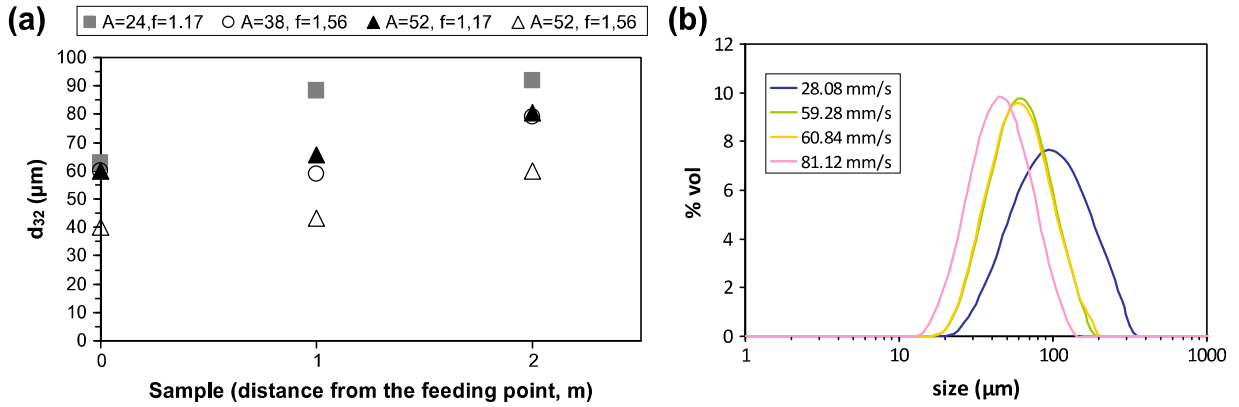 (a)
A=24,f=1.17 A=38, f=1,56 A=52, f=1,17 A=52, f=1,56
100
90
80
70
60
50
40
30
20
10
0
0 1 2
d32 (µm)
Sample (distance from the feeding point, m)
(b)
12
10
8
6
4
2
0
1 10 100 1000
% vol
size (µm)
28.08 mm/s
59.28 mm/s
60.84 mm/s
81.12 mm/s